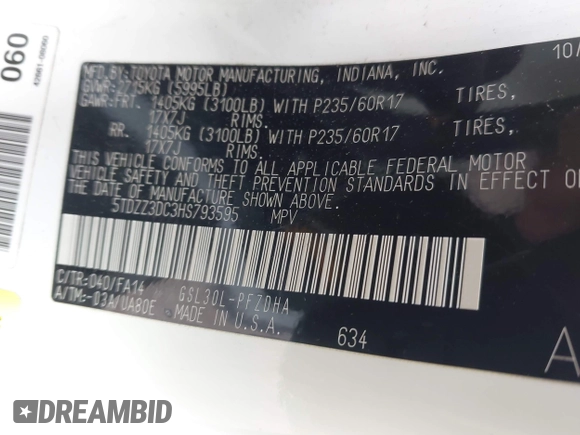 060
42661-08060
10/
MFD.BY:TOYOTA MOTOR MANUFACTURING, INDIANA, INC.
GVWR: 2715KG (5995LB)
GAWR:FRT. 1405KG (3100LB) WITH P235/60R17 TIRES,
17X7J RIMS.
RR. 1405KG (3100LB) WITH P235/60R17 TIRES,
17X7J RIMS.
THIS VEHICLE CONFORMS TO ALL APPLICABLE FEDERAL MOTOR
VEHICLE SAFETY AND THEFT PREVENTION STANDARDS IN EFFECT O
THE DATE OF MANUFACTURE SHOWN ABOVE.
5TDZZ3DC3HS793595 MPV
C/TR:040/FA14 GSL30L-PFZDHA
A/TM:-03A/UA80E MADE IN U.S.A.
634
A
DREAMBID